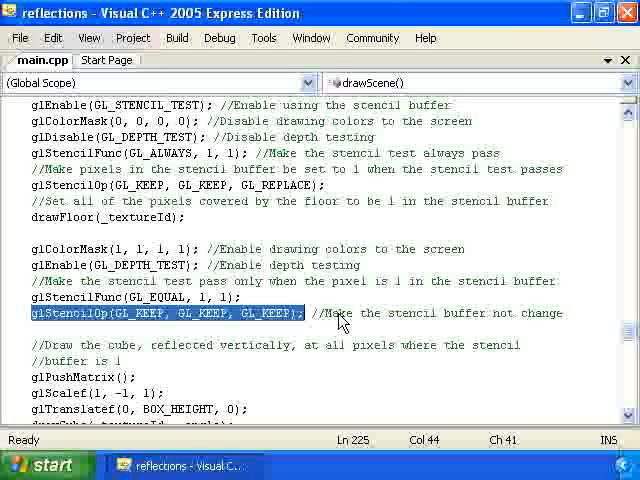 reflections - Visual C++ 2005 Express Edition
File Edit View Project Build Debug Tools Window Community Help
main.cpp Start Page
(Global Scope) drawScene()
glEnable(GL_STENCIL_TEST); //Enable using the stencil buffer
glColorMask(0, 0, 0, 0); //Disable drawing colors to the screen
glDisable(GL_DEPTH_TEST); //Disable depth testing
glStencilFunc(GL_ALWAYS, 1, 1); //Make the stencil test always pass
//Make pixels in the stencil buffer be set to 1 when the stencil test passes
glStencilOp(GL_KEEP, GL_KEEP, GL_REPLACE);
//Set all of the pixels covered by the floor to be 1 in the stencil buffer
drawFloor(_textureId);
glColorMask(1, 1, 1, 1); //Enable drawing colors to the screen
glEnable(GL_DEPTH_TEST); //Enable depth testing
//Make the stencil test pass only when the pixel is 1 in the stencil buffer
glStencilFunc(GL_EQUAL, 1, 1);
glStencilOp(GL_KEEP, GL_KEEP, GL_KEEP); //Make the stencil buffer not change
//Draw the cube, reflected vertically, at all pixels where the stencil
//buffer is 1
glPushMatrix();
glScalef(1, -1, 1);
glTranslatef(0, BOX_HEIGHT, 0);
Ready Ln 225 Col 44 Ch 41 INS
start reflections - Visual C...